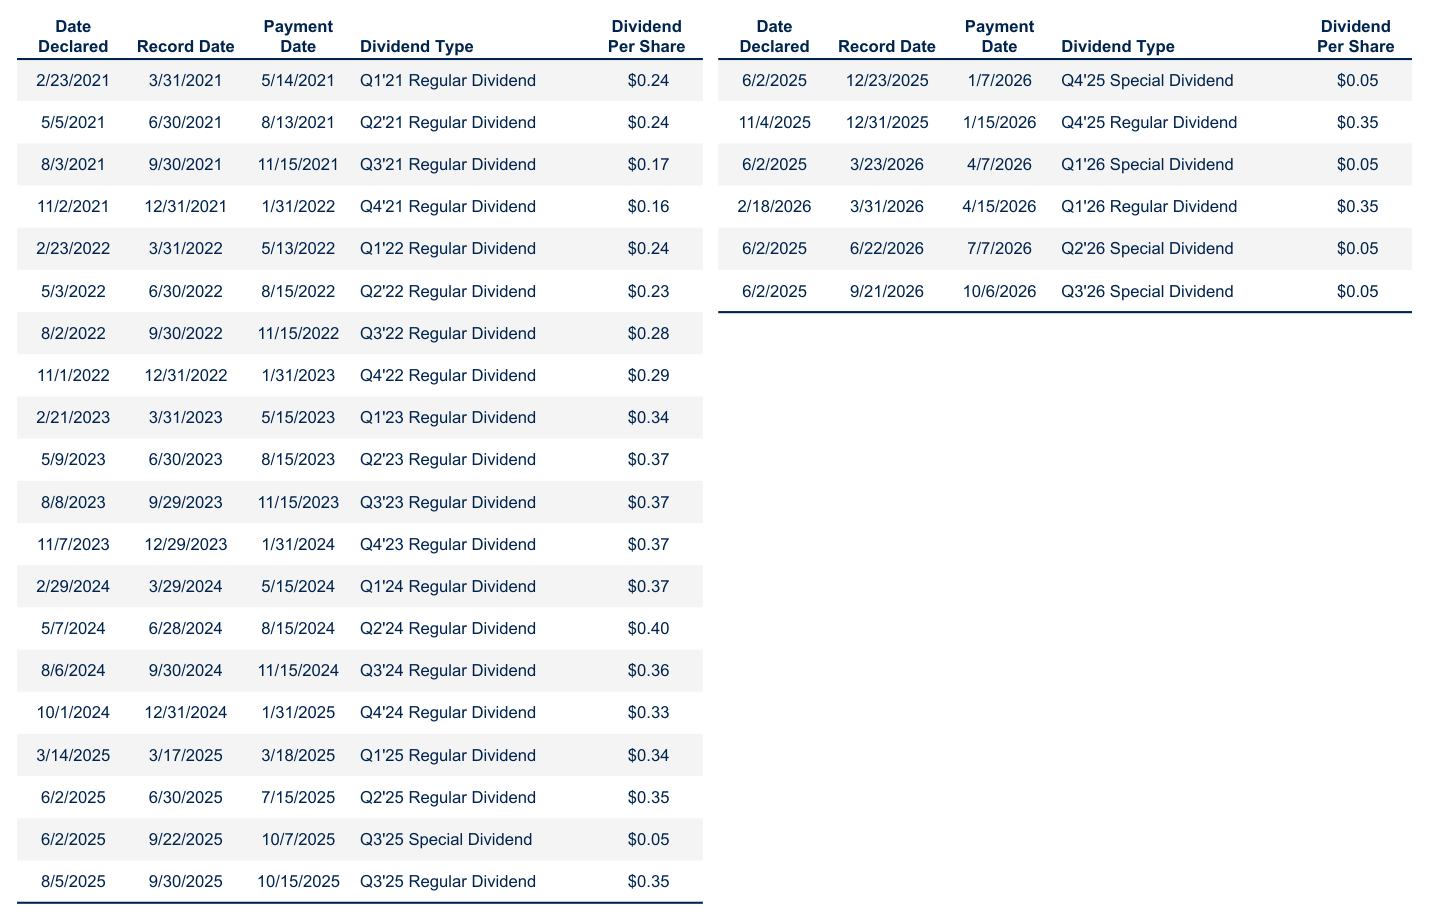 Date Declared Record Date Payment Date Dividend Type Dividend Per Share
2/23/2021 3/31/2021 5/14/2021 Q1'21 Regular Dividend $0.24
5/5/2021 6/30/2021 8/13/2021 Q2'21 Regular Dividend $0.24
8/3/2021 9/30/2021 11/15/2021 Q3'21 Regular Dividend $0.17
11/2/2021 12/31/2021 1/31/2022 Q4'21 Regular Dividend $0.16
2/23/2022 3/31/2022 5/13/2022 Q1'22 Regular Dividend $0.24
5/3/2022 6/30/2022 8/15/2022 Q2'22 Regular Dividend $0.23
8/2/2022 9/30/2022 11/15/2022 Q3'22 Regular Dividend $0.28
11/1/2022 12/31/2022 1/31/2023 Q4'22 Regular Dividend $0.29
2/21/2023 3/31/2023 5/15/2023 Q1'23 Regular Dividend $0.34
5/9/2023 6/30/2023 8/15/2023 Q2'23 Regular Dividend $0.37
8/8/2023 9/29/2023 11/15/2023 Q3'23 Regular Dividend $0.37
11/7/2023 12/29/2023 1/31/2024 Q4'23 Regular Dividend $0.37
2/29/2024 3/29/2024 5/15/2024 Q1'24 Regular Dividend $0.37
5/7/2024 6/28/2024 8/15/2024 Q2'24 Regular Dividend $0.40
8/6/2024 9/30/2024 11/15/2024 Q3'24 Regular Dividend $0.36
10/1/2024 12/31/2024 1/31/2025 Q4'24 Regular Dividend $0.33
3/14/2025 3/17/2025 3/18/2025 Q1'25 Regular Dividend $0.34
6/2/2025 6/30/2025 7/15/2025 Q2'25 Regular Dividend $0.35
6/2/2025 9/22/2025 10/7/2025 Q3'25 Special Dividend $0.05
8/5/2025 9/30/2025 10/15/2025 Q3'25 Regular Dividend $0.35
Date Declared Record Date Payment Date Dividend Type Dividend Per Share
6/2/2025 12/23/2025 1/7/2026 Q4'25 Special Dividend $0.05
11/4/2025 12/31/2025 1/15/2026 Q4'25 Regular Dividend $0.35
6/2/2025 3/23/2026 4/7/2026 Q1'26 Special Dividend $0.05
2/18/2026 3/31/2026 4/15/2026 Q1'26 Regular Dividend $0.35
6/2/2025 6/22/2026 7/7/2026 Q2'26 Special Dividend $0.05
6/2/2025 9/21/2026 10/6/2026 Q3'26 Special Dividend $0.05